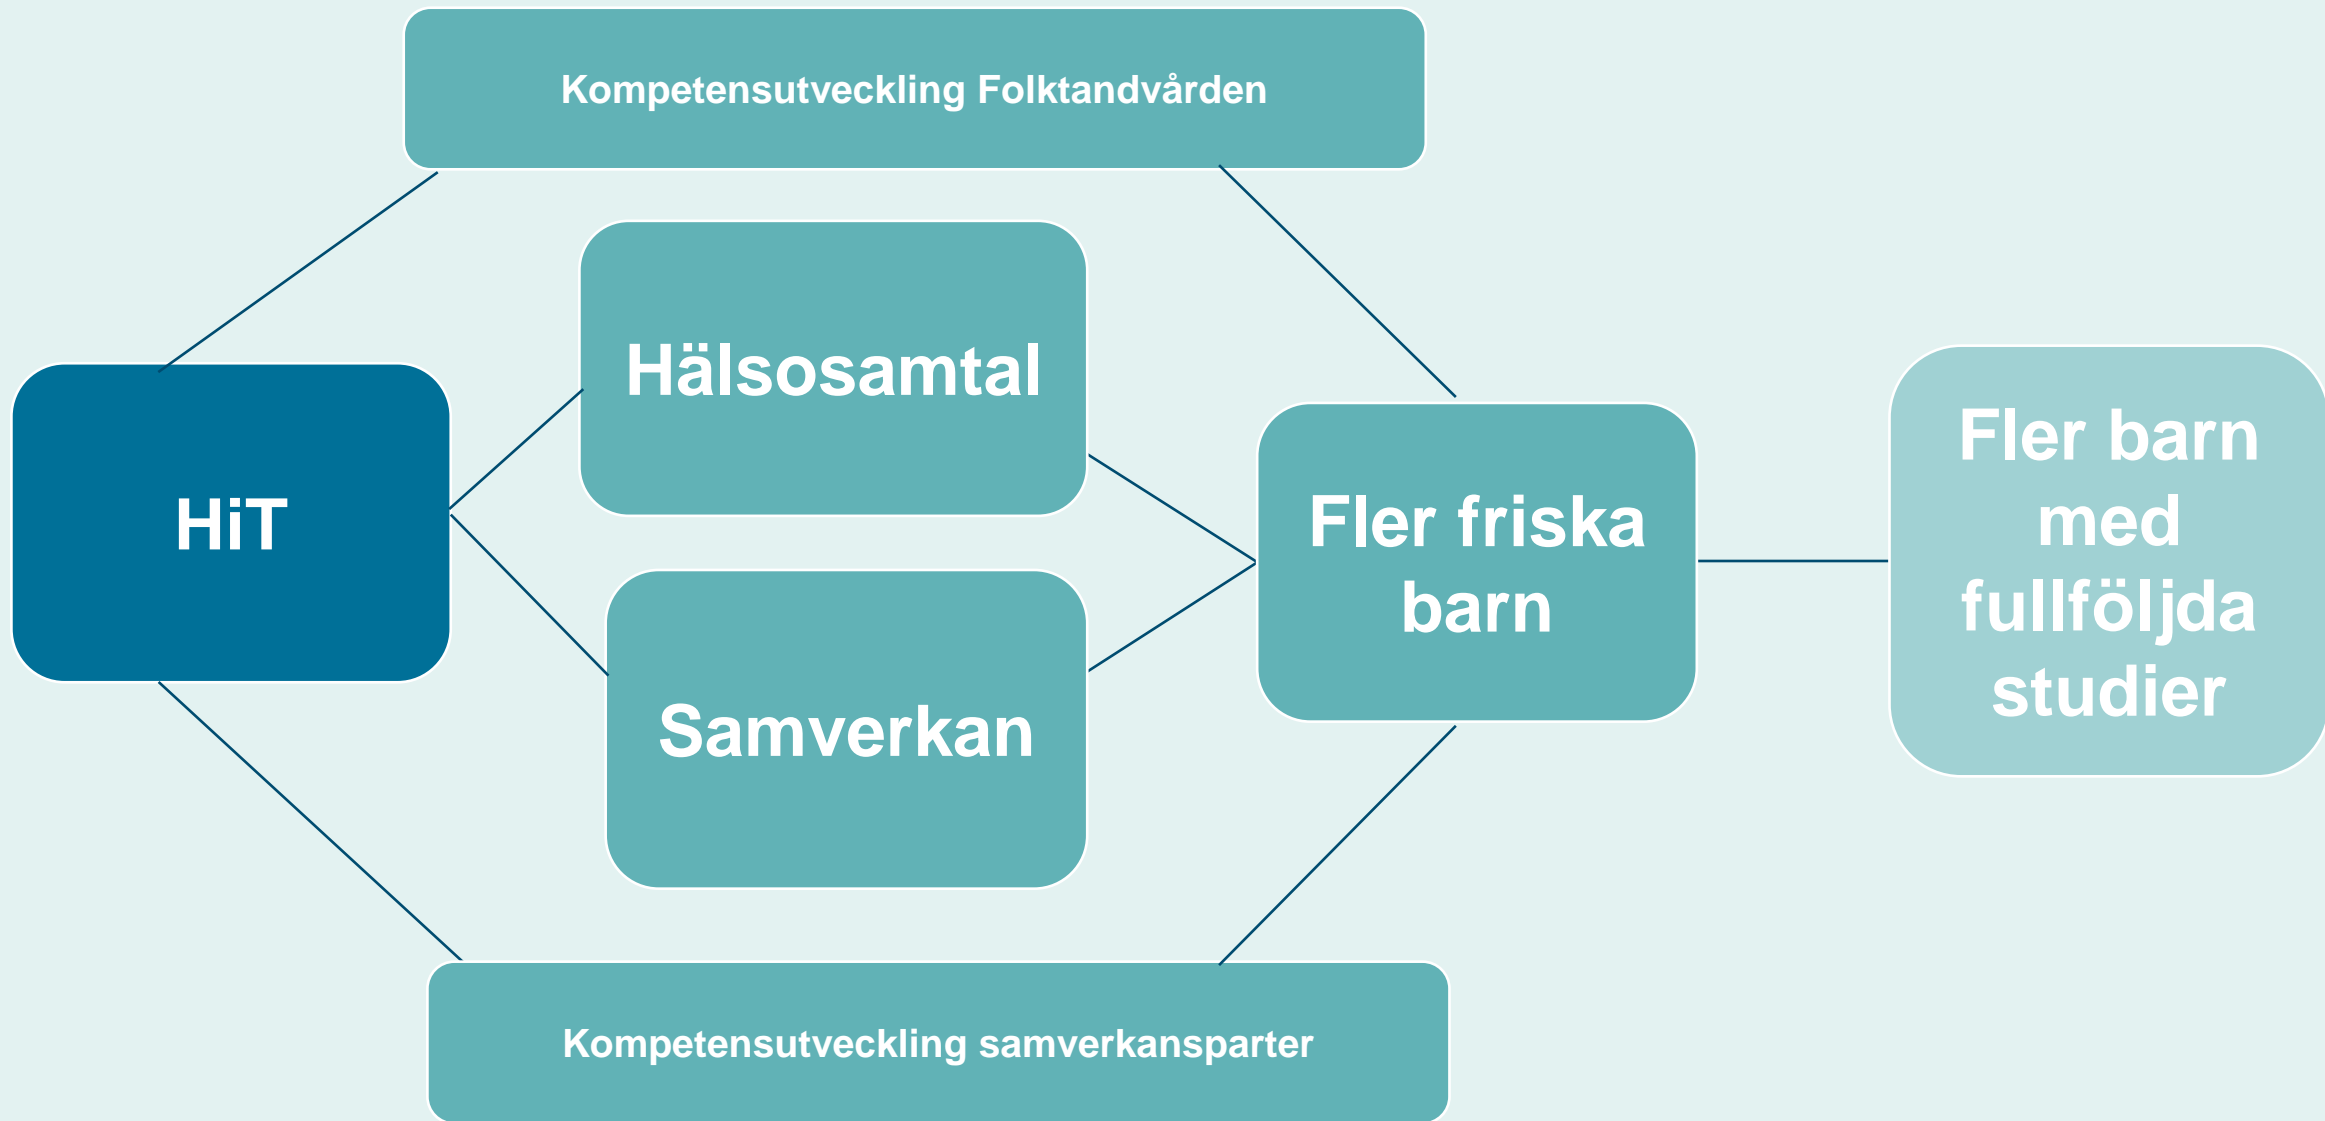 Kompetensutveckling Folktandvården
Hälsosamtal
HiT
Samverkan
Fler friska
barn
Fler barn
med
fullföljda
studier
Kompetensutveckling samverkansparter